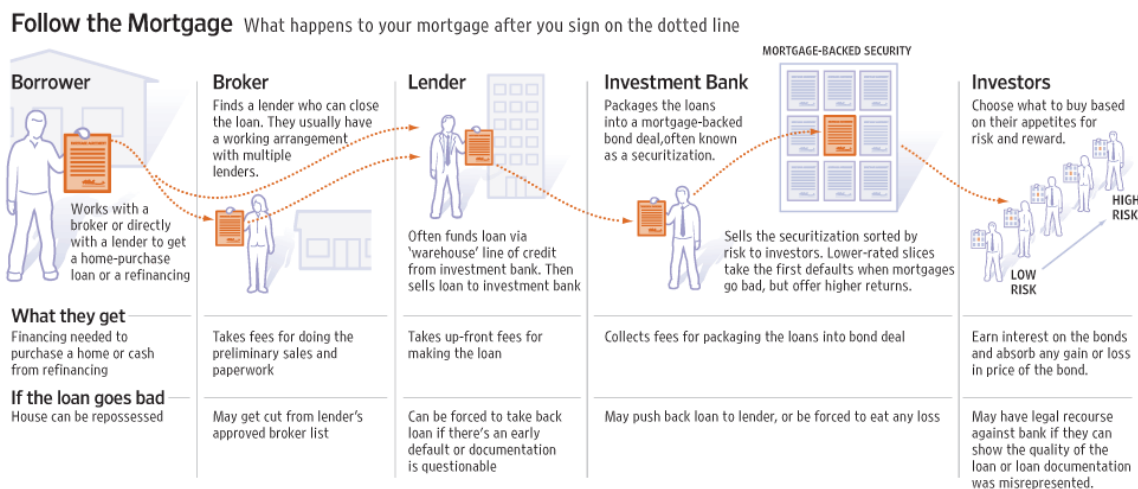 Follow the Mortgage What happens to your mortgage after you sign on the dotted line
Borrower
Works with a
broker or directly
with a lender to get
a home-purchase
loan or a refinancing
Broker
Finds a lender who can close
the loan. They usually have
a working arrangement
with multiple
lenders.
Lender
Often funds loan via
‘warehouse’ line of credit
from investment bank. Then
sells loan to investment bank
Investment Bank
Packages the loans
into a mortgage-backed
bond deal,often known
as a securitization.
MORTGAGE-BACKED SECURITY
Sells the securitization sorted by
risk to investors. Lower-rated slices
take the first defaults when mortgages
go bad, but offer higher returns.
Investors
Choose what to buy based
on their appetites for
risk and reward.
HIGH
RISK
LOW
RISK
What they get
Financing needed to
purchase a home or cash
from refinancing
Takes fees for doing the
preliminary sales and
paperwork
Takes up-front fees for
making the loan
Collects fees for packaging the loans into bond deal
Earn interest on the bonds
and absorb any gain or loss
in price of the bond.
If the loan goes bad
House can be repossessed
May get cut from lender’s
approved broker list
Can be forced to take back
loan if there’s an early
default or documentation
is questionable
May push back loan to lender, or be forced to eat any loss
May have legal recourse
against bank if they can
show the quality of the
loan or loan documentation
was misrepresented.